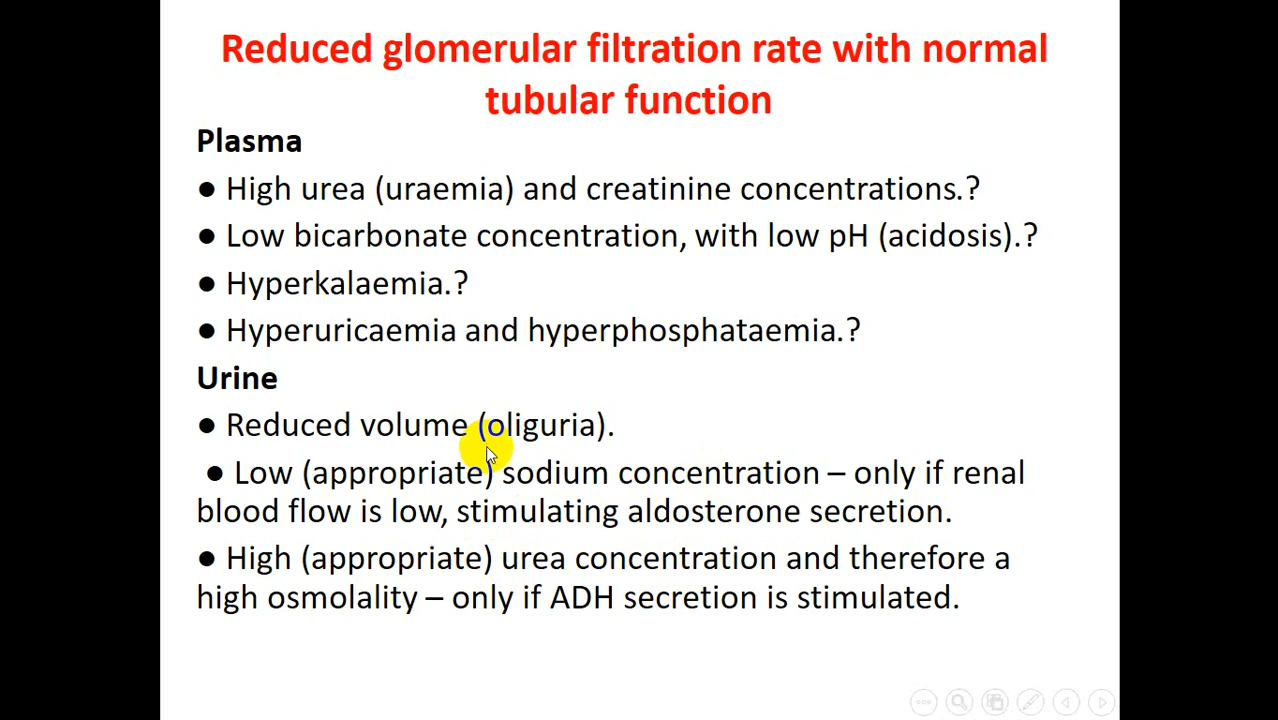 Reduced glomerular filtration rate with normal
tubular function
Plasma
● High urea (uraemia) and creatinine concentrations.?
● Low bicarbonate concentration, with low pH (acidosis).?
● Hyperkalaemia.?
● Hyperuricaemia and hyperphosphataemia.?
Urine
● Reduced volume (oliguria).
● Low (appropriate) sodium concentration – only if renal
blood flow is low, stimulating aldosterone secretion.
● High (appropriate) urea concentration and therefore a
high osmolality – only if ADH secretion is stimulated.